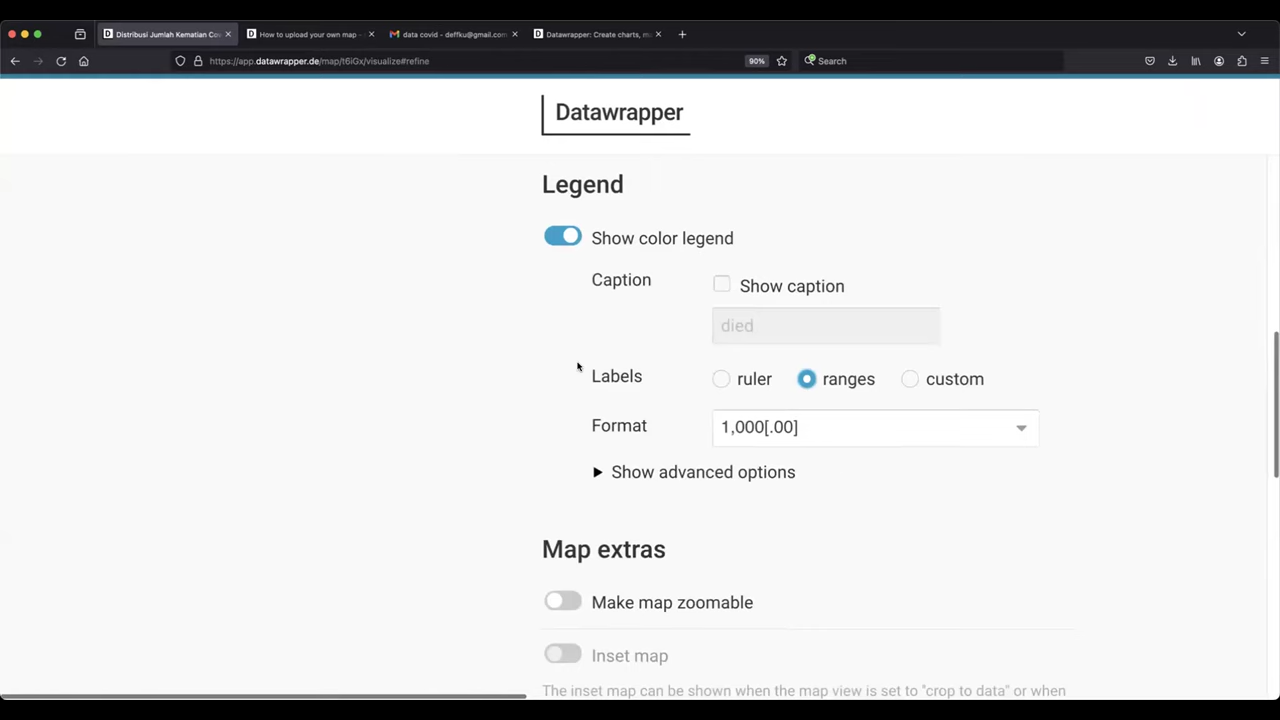 Distribusi Jumlah Kematian Cov
How to upload your own map -
data covid - deffku@gmail.com
Datawrapper: Create charts, ma
https://app.datawrapper.de/map/t6iGx/visualize#refine
90%
Search
Datawrapper
Legend
Show color legend
Caption
Show caption
died
Labels
ruler
ranges
custom
Format
1,000[.00]
Show advanced options
Map extras
Make map zoomable
Inset map
The inset map can be shown when the map view is set to "crop to data" or when